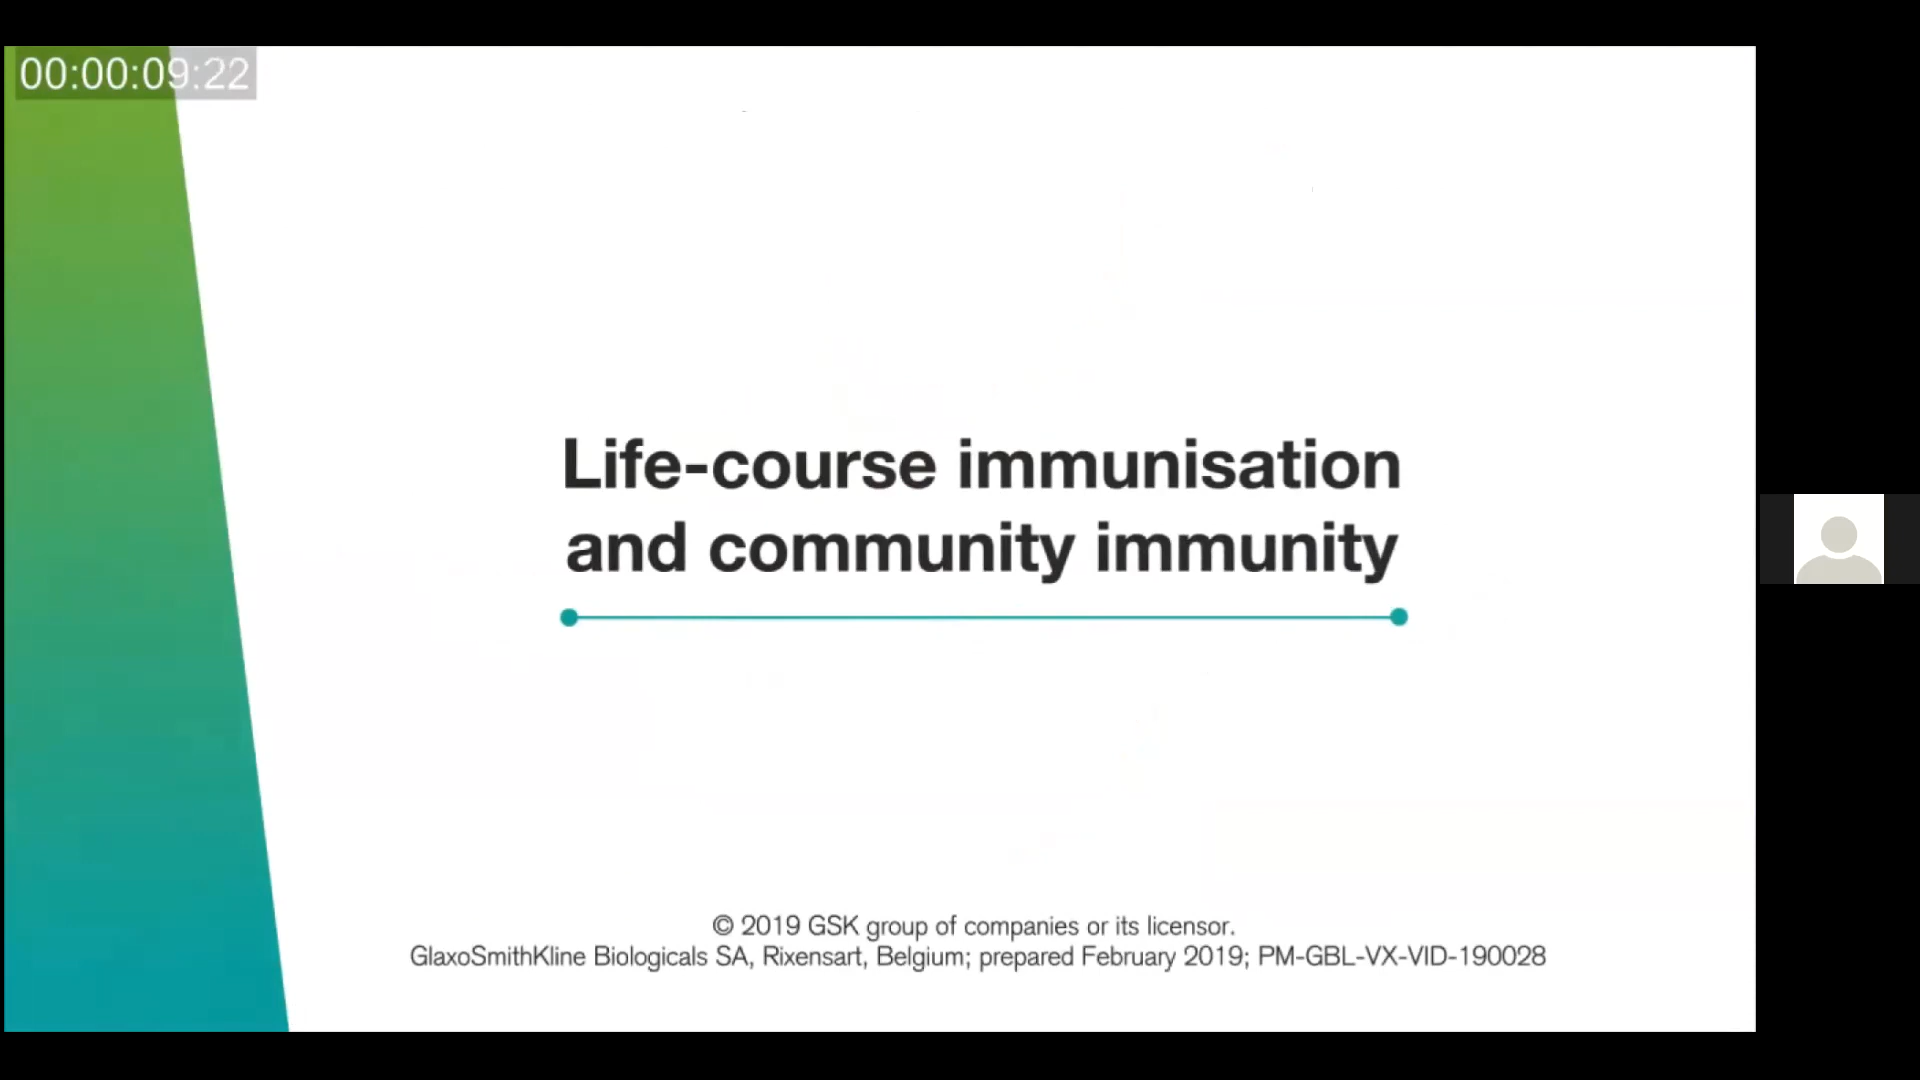 00:00:09:22
Life-course immunisation
and community immunity
© 2019 GSK group of companies or its licensor.
GlaxoSmithKline Biologicals SA, Rixensart, Belgium; prepared February 2019; PM-GBL-VX-VID-190028